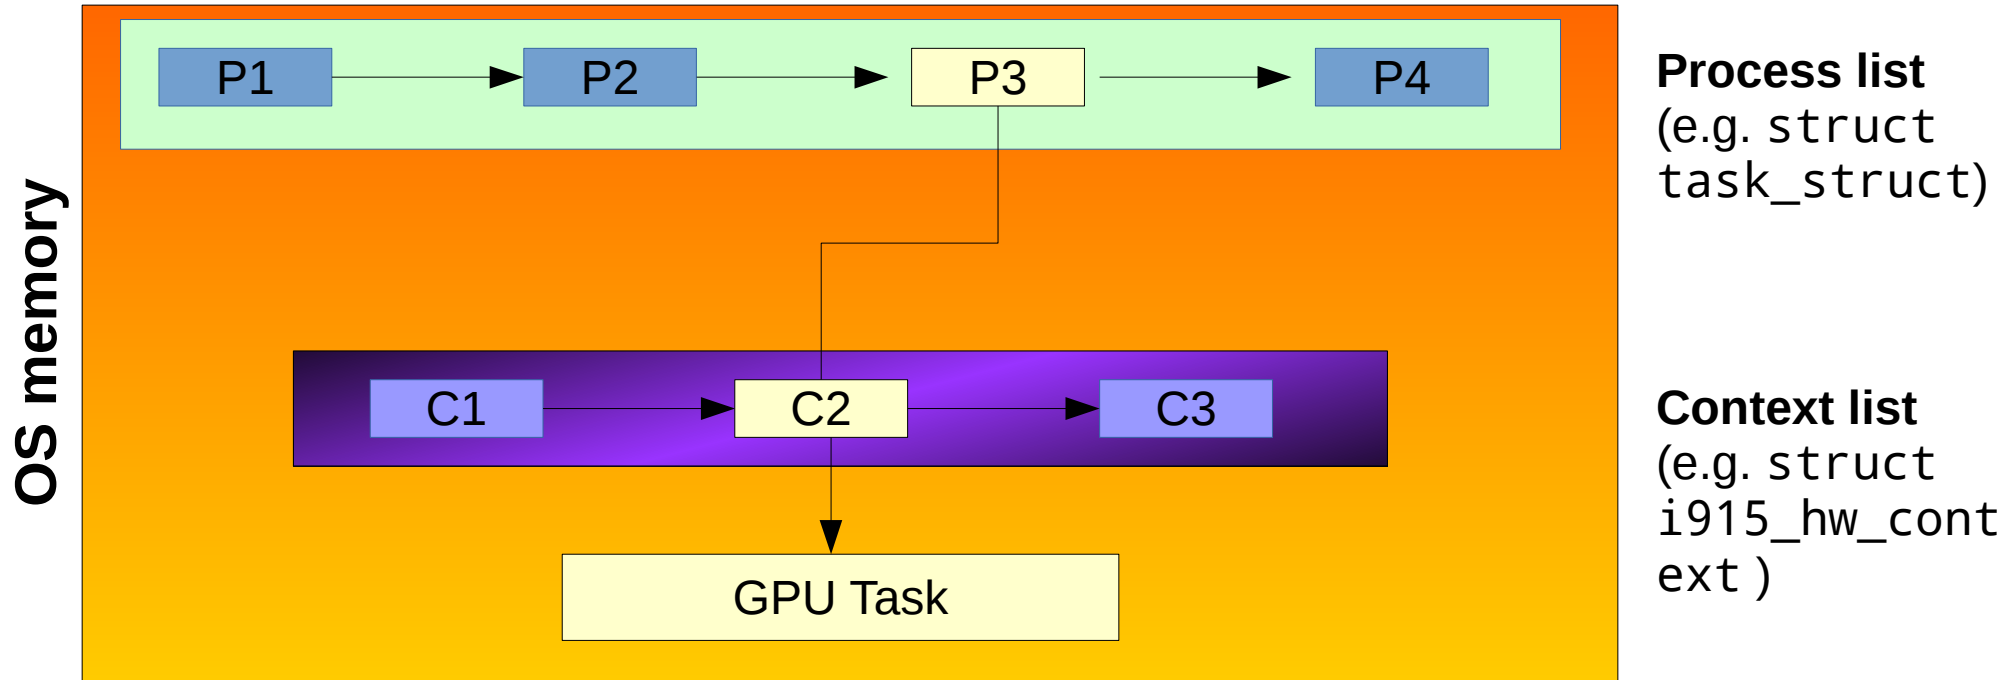 OS memory
P1
P2
P3
P4
Process list
(e.g. struct
task_struct)
C1
C2
C3
Context list
(e.g. struct
i915_hw_cont
ext )
GPU Task